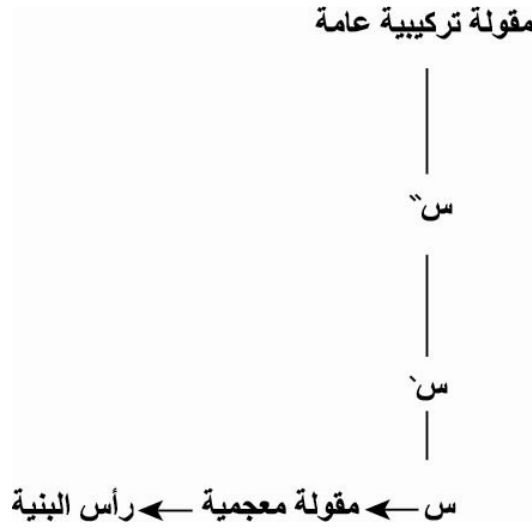 مقولة تركيبية عامة
س``
س`
س ← مقولة معجمية ← رأس البنية